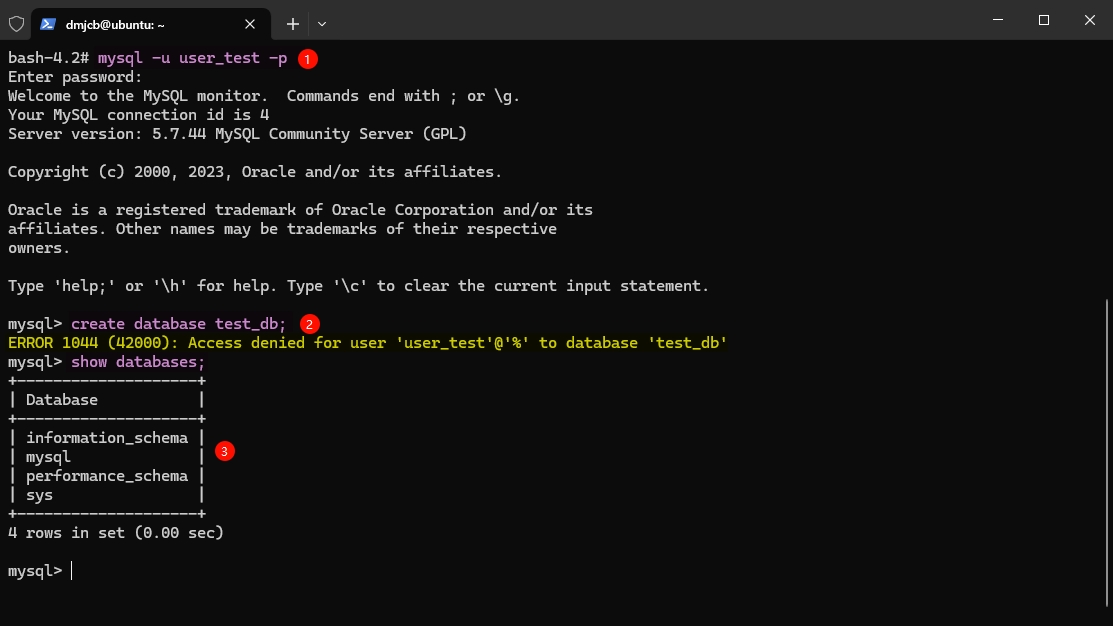 dmjcb@ubuntu: ~
bash-4.2# mysql -u user_test -p 1
Enter password:
Welcome to the MySQL monitor.  Commands end with ; or \g.
Your MySQL connection id is 4
Server version: 5.7.44 MySQL Community Server (GPL)
Copyright (c) 2000, 2023, Oracle and/or its affiliates.
Oracle is a registered trademark of Oracle Corporation and/or its
affiliates. Other names may be trademarks of their respective
owners.
Type 'help;' or '\h' for help. Type '\c' to clear the current input statement.
mysql> create database test_db; 2
ERROR 1044 (42000): Access denied for user 'user_test'@'%' to database 'test_db'
mysql> show databases;
+--------------------+
| Database           |
+--------------------+
| information_schema |
| mysql              | 3
| performance_schema |
| sys                |
+--------------------+
4 rows in set (0.00 sec)
mysql>